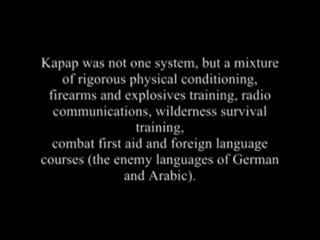 Kapap was not one system, but a mixture
of rigorous physical conditioning,
firearms and explosives training, radio
communications, wilderness survival
training,
combat first aid and foreign language
courses (the enemy languages of German
and Arabic).